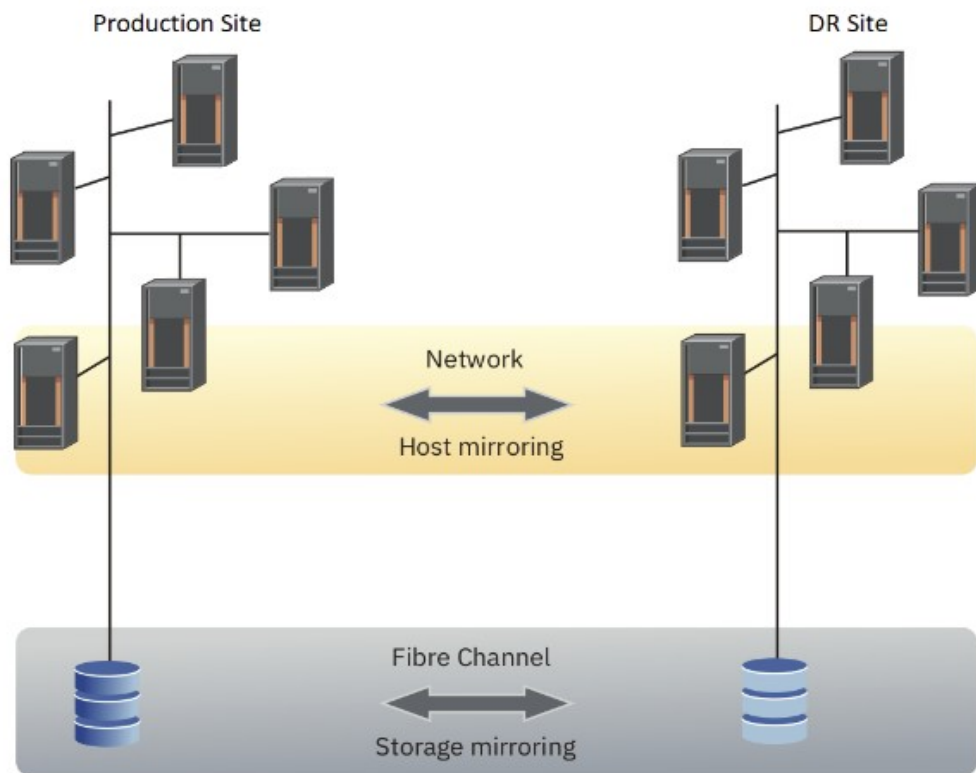 Production Site
DR Site
Network
Host mirroring
Fibre Channel
Storage mirroring